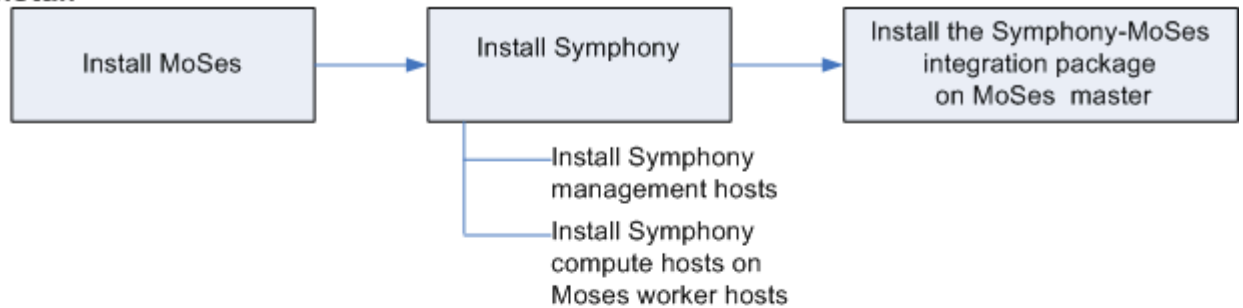 Install MoSes
Install Symphony
Install the Symphony-MoSes
integration package
on MoSes master
Install Symphony
management hosts
Install Symphony
compute hosts on
Moses worker hosts